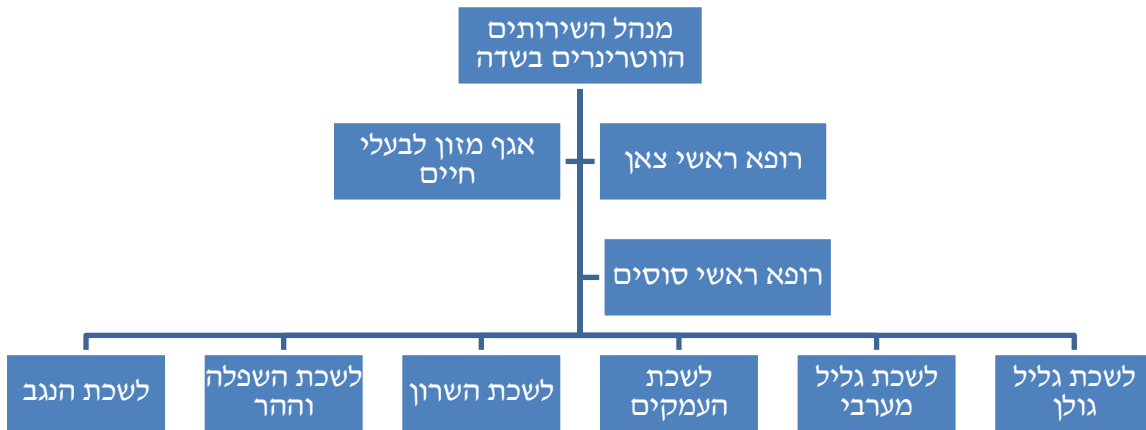 מנהל השירותים
הווטרינרים בשדה
רופא ראשי צאן
אגף מזון לבעלי
חיים
רופא ראשי סוסים
לשכת גליל
גולן
לשכת גליל
מערבי
לשכת
העמקים
לשכת השרון
לשכת השפלה
וההר
לשכת הנגב